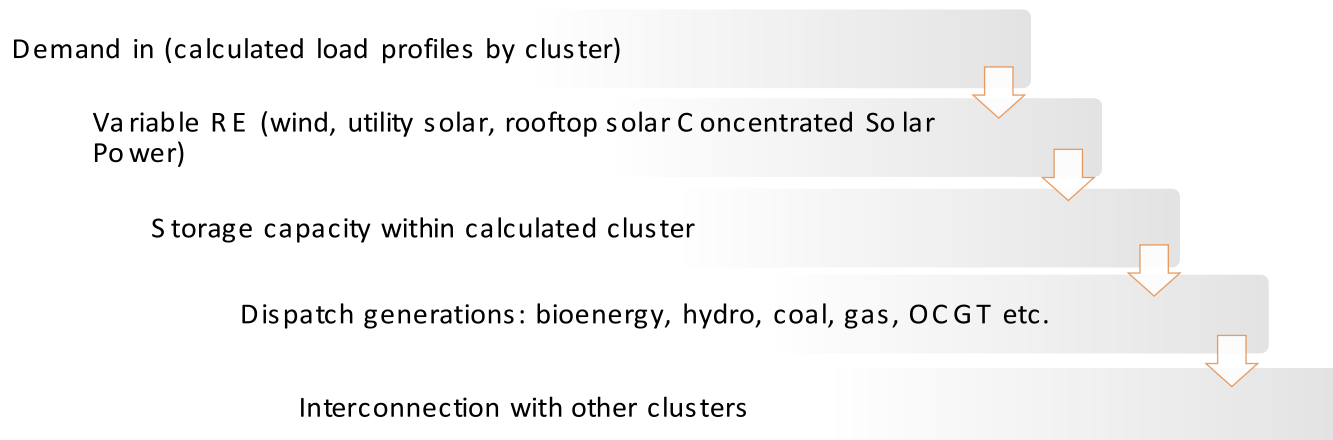 Demand in (calculated load profiles by cluster)
Variable RE (wind, utility solar, rooftop solar Concentrated Solar
Power)
Storage capacity within calculated cluster
Dispatch generations: bioenergy, hydro, coal, gas, OCGT etc.
Interconnection with other clusters